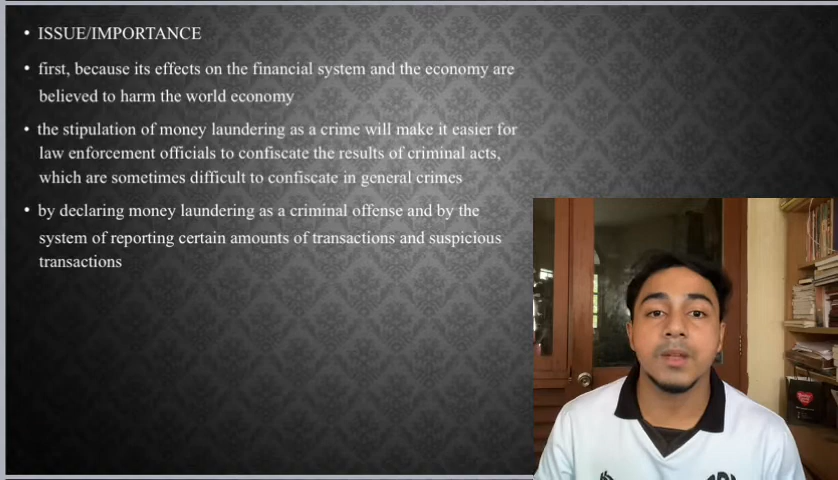 • ISSUE/IMPORTANCE
• first, because its effects on the financial system and the economy are
believed to harm the world economy
• the stipulation of money laundering as a crime will make it easier for
law enforcement officials to confiscate the results of criminal acts,
which are sometimes difficult to confiscate in general crimes
• by declaring money laundering as a criminal offense and by the
system of reporting certain amounts of transactions and suspicious
transactions